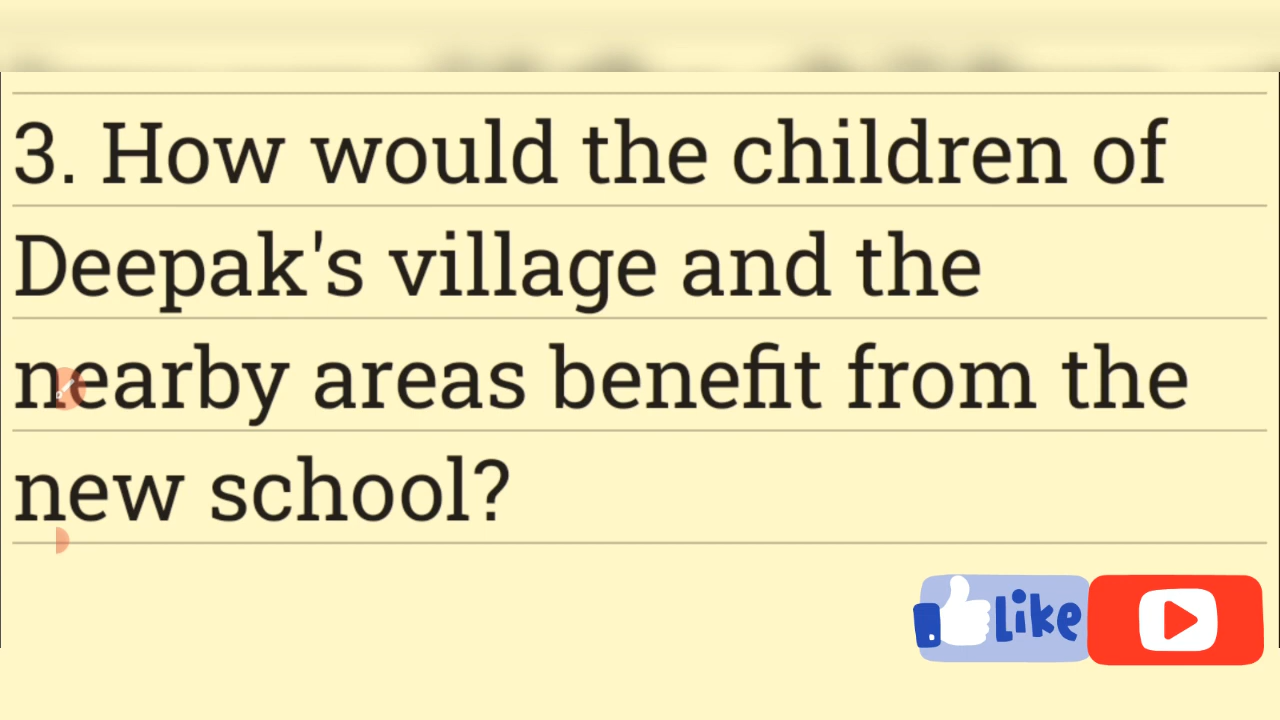 3. How would the children of
Deepak's village and the
nearby areas benefit from the
new school?
Like